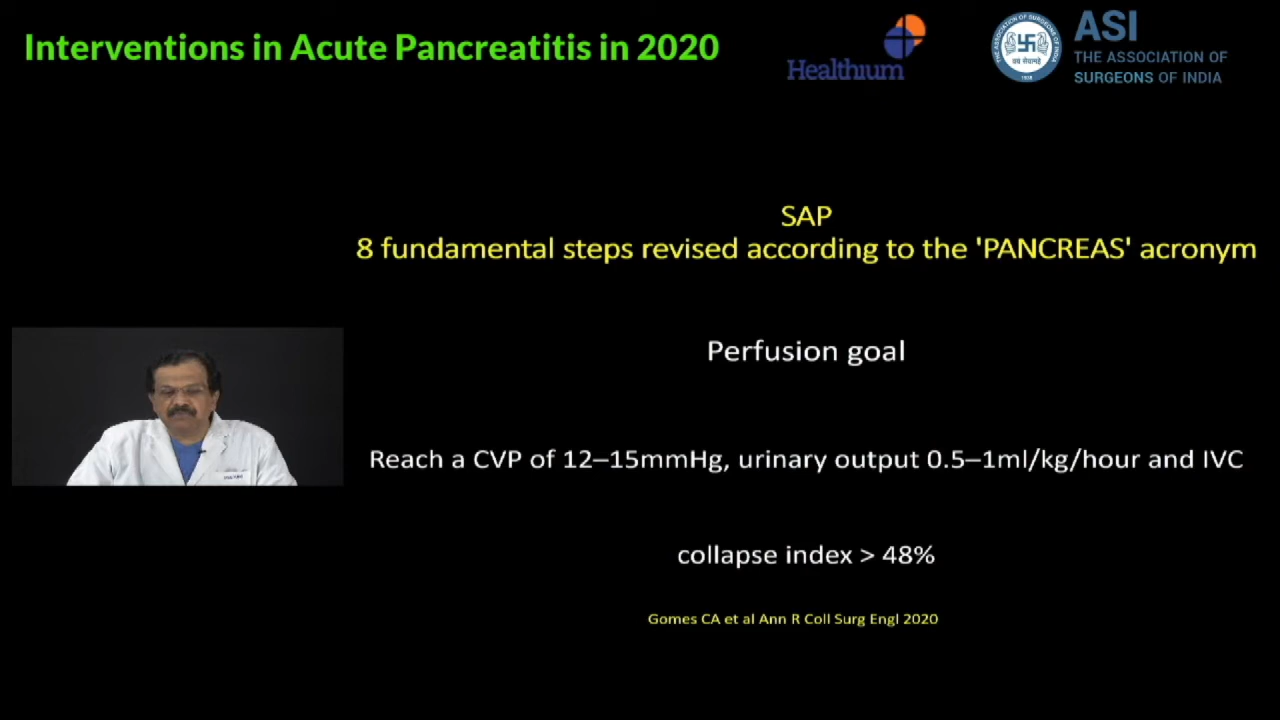 Interventions in Acute Pancreatitis in 2020
Healthium
ASI
THE ASSOCIATION OF
SURGEONS OF INDIA
SAP
8 fundamental steps revised according to the 'PANCREAS' acronym
Perfusion goal
Reach a CVP of 12–15mmHg, urinary output 0.5–1ml/kg/hour and IVC
collapse index > 48%
Gomes CA et al Ann R Coll Surg Engl 2020